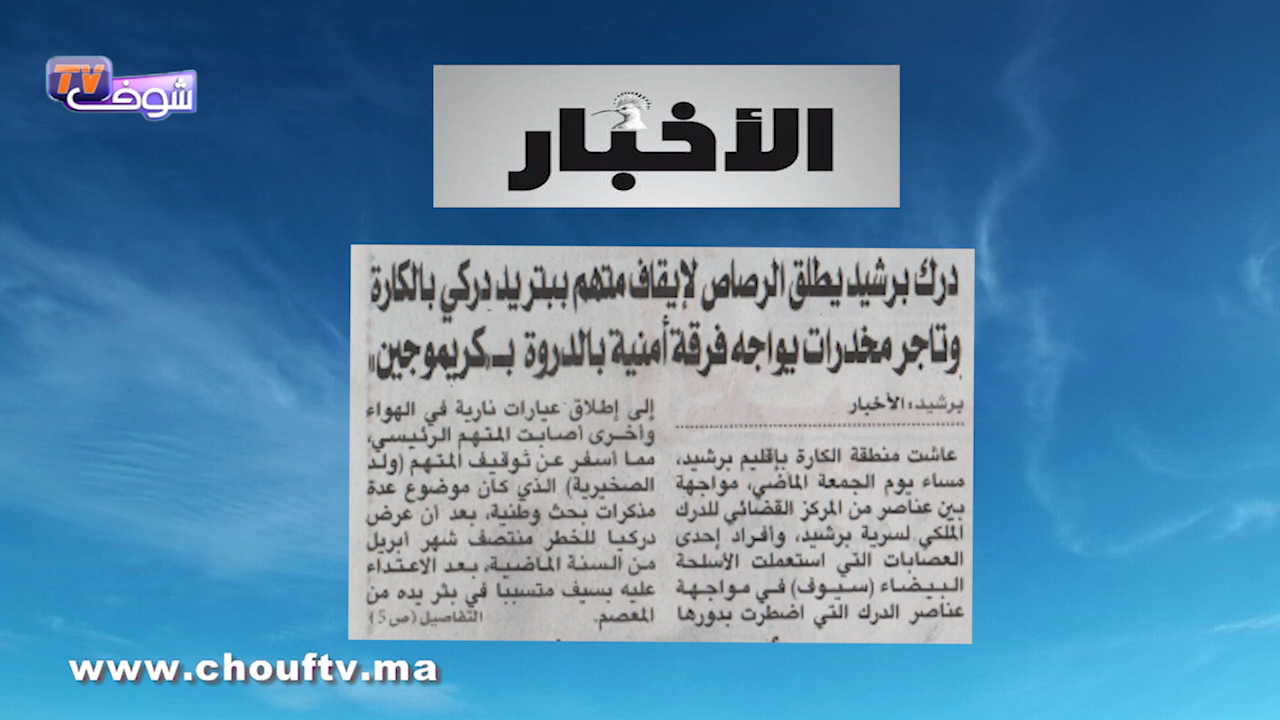 TV شوف
الأخبار
درك برشيد يطلق الرصاص لإيقاف متهم ببتر يد دركي بالكارة
وتاجر مخدرات يواجه فرقة أمنية بالدروة بـ«كريموجين»
برشيد: الأخبار
عاشت منطقة الكارة بإقليم برشيد،
مساء يوم الجمعة الماضي، مواجهة
بين عناصر من المركز القضائي للدرك
الملكي لسرية برشيد، وأفراد إحدى
العصابات التي استعملت الأسلحة
البيضاء (سيوف) في مواجهة
عناصر الدرك التي اضطرت بدورها
إلى إطلاق عيارات نارية في الهواء
وأخرى أصابت المتهم الرئيسي،
مما أسفر عن توقيف المتهم (ولد
الصخيرية) الذي كان موضوع عدة
مذكرات بحث وطنية، بعد أن عرض
دركيا للخطر منتصف شهر أبريل
من السنة الماضية، بعد الاعتداء
عليه بسيف متسببا في بتر يده من
المعصم.
التفاصيل (ص 5)
www.chouftv.ma